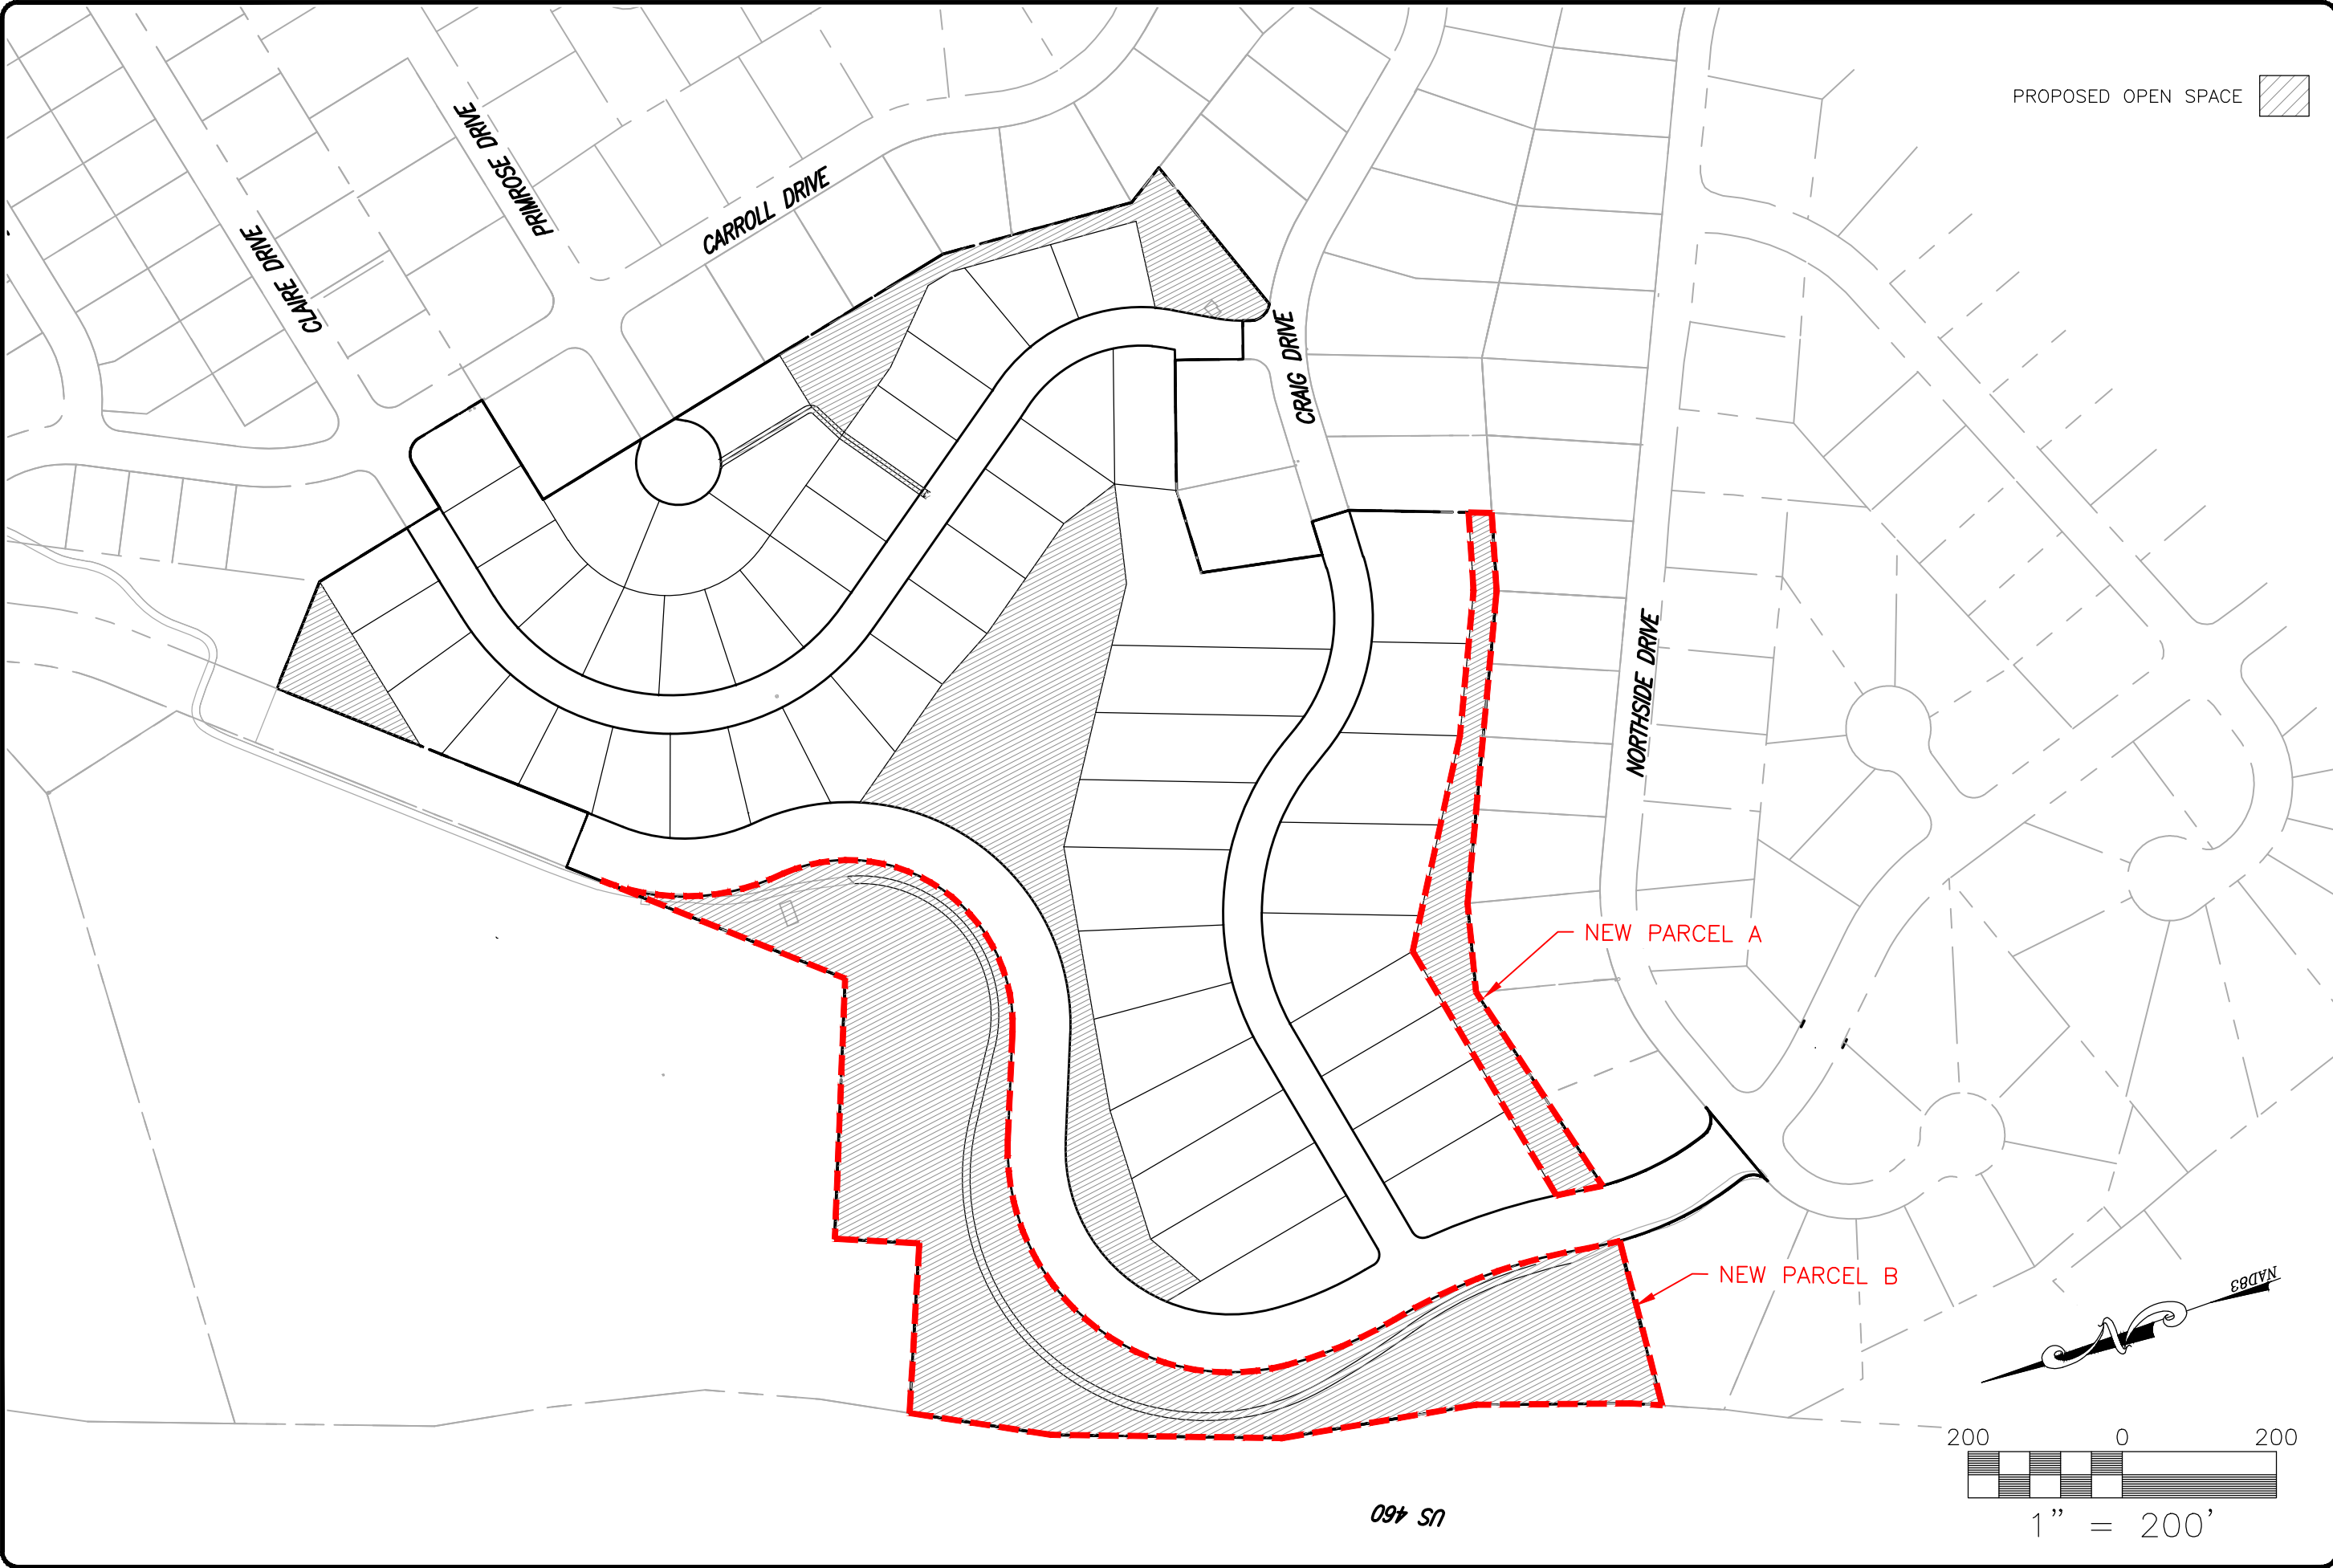 PROPOSED OPEN SPACE
PRIMROSE DRIVE
CARROLL DRIVE
CLAIRE DRIVE
CRAIG DRIVE
NORTHSIDE DRIVE
NEW PARCEL A
NEW PARCEL B
NAD83
N
200 0 200
1" = 200'
US 460